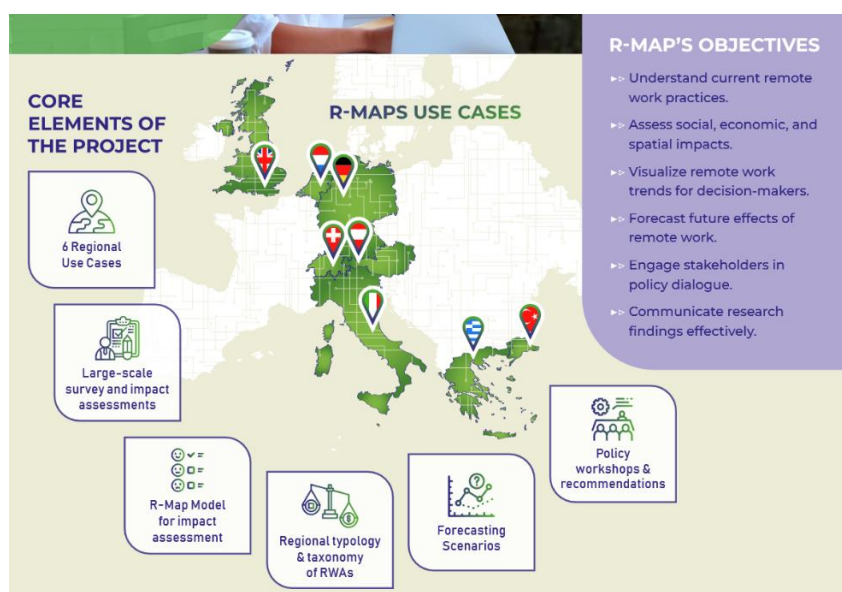 CORE
ELEMENTS OF
THE PROJECT
R-MAPS USE CASES
R-MAP'S OBJECTIVES
Understand current remote
work practices.
Assess social, economic, and
spatial impacts.
Visualize remote work
trends for decision-makers.
Forecast future effects of
remote work.
Engage stakeholders in
policy dialogue.
Communicate research
findings effectively.
6 Regional
Use Cases
Large-scale
survey and impact
assessments
R-Map Model
for impact
assessment
Regional typology
& taxonomy
of RWAs
Forecasting
Scenarios
Policy
workshops &
recommendations